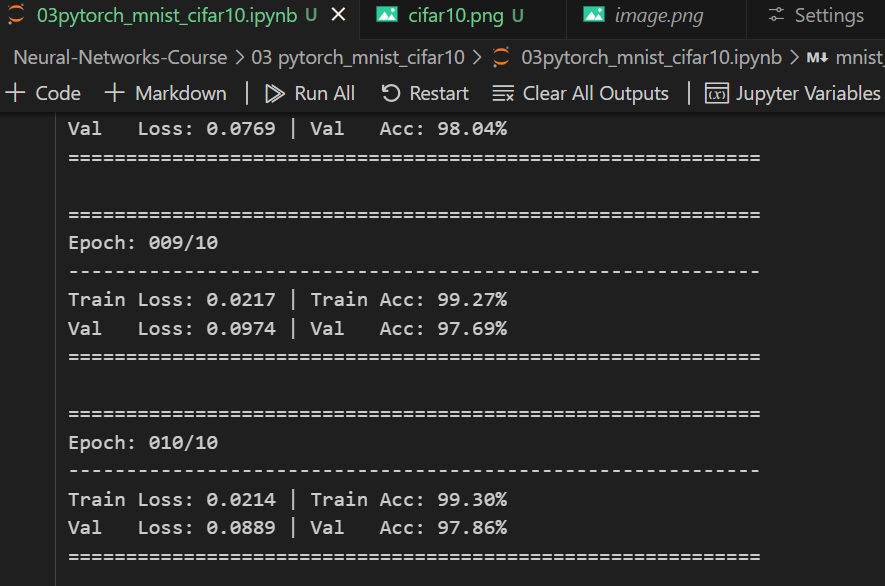 03pytorch_mnist_cifar10.ipynb U cifar10.png U image.png Settings
Neural-Networks-Course > 03 pytorch_mnist_cifar10 > 03pytorch_mnist_cifar10.ipynb > M↓ mnist_
+ Code + Markdown | Run All Restart Clear All Outputs | (x) Jupyter Variables
Val   Loss: 0.0769 | Val   Acc: 98.04%
============================================================
============================================================
Epoch: 009/10
------------------------------------------------------------
Train Loss: 0.0217 | Train Acc: 99.27%
Val   Loss: 0.0974 | Val   Acc: 97.69%
============================================================
============================================================
Epoch: 010/10
------------------------------------------------------------
Train Loss: 0.0214 | Train Acc: 99.30%
Val   Loss: 0.0889 | Val   Acc: 97.86%
============================================================